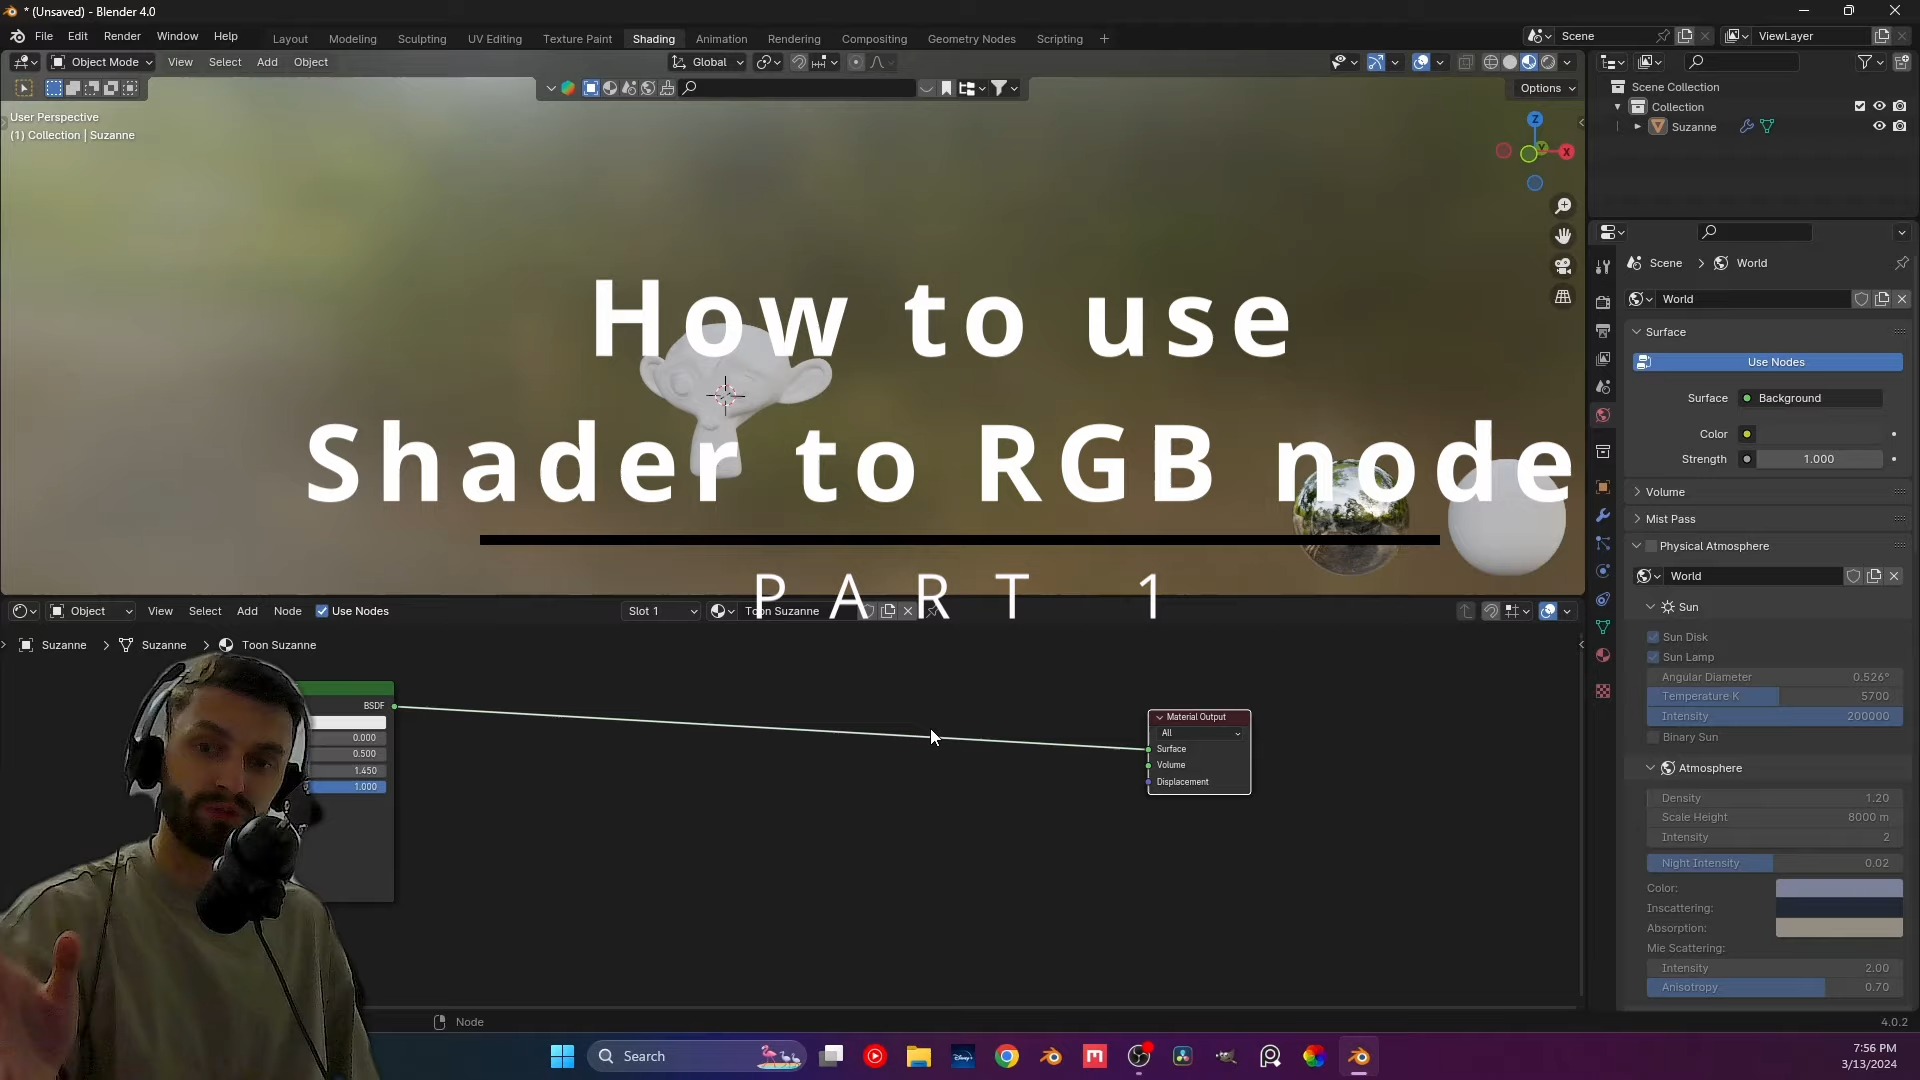 * (Unsaved) - Blender 4.0
File Edit Render Window Help
Layout Modeling Sculpting UV Editing Texture Paint Shading Animation Rendering Compositing Geometry Nodes Scripting +
Scene
ViewLayer
Object Mode View Select Add Object
Global
Options
User Perspective
(1) Collection | Suzanne
Z
Y
X
Scene Collection
Collection
Suzanne
How to use
Shader to RGB node
PART 1
Scene > World
World
Surface
Use Nodes
Surface Background
Color
Strength 1.000
Volume
Mist Pass
Physical Atmosphere
World
Sun
Sun Disk
Sun Lamp
Angular Diameter 0.526°
Temperature K 5700
Intensity 200000
Binary Sun
Atmosphere
Density 1.20
Scale Height 8000 m
Intensity 2
Night Intensity 0.02
Color:
Inscattering:
Absorption:
Mie Scattering:
Intensity 2.00
Anisotropy 0.70
Object View Select Add Node Use Nodes
Slot 1
Toon Suzanne
Suzanne > Suzanne > Toon Suzanne
BSDF
0.000
0.500
1.450
1.000
Material Output
All
Surface
Volume
Displacement
Node
4.0.2
Search
Disney+
7:56 PM
3/13/2024